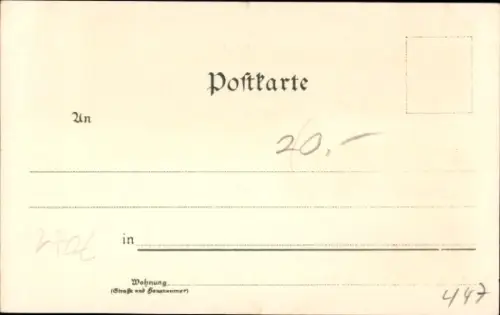 Postkarte
An
20,-
in
Wohnung
(Straße und Hausnummer)
447